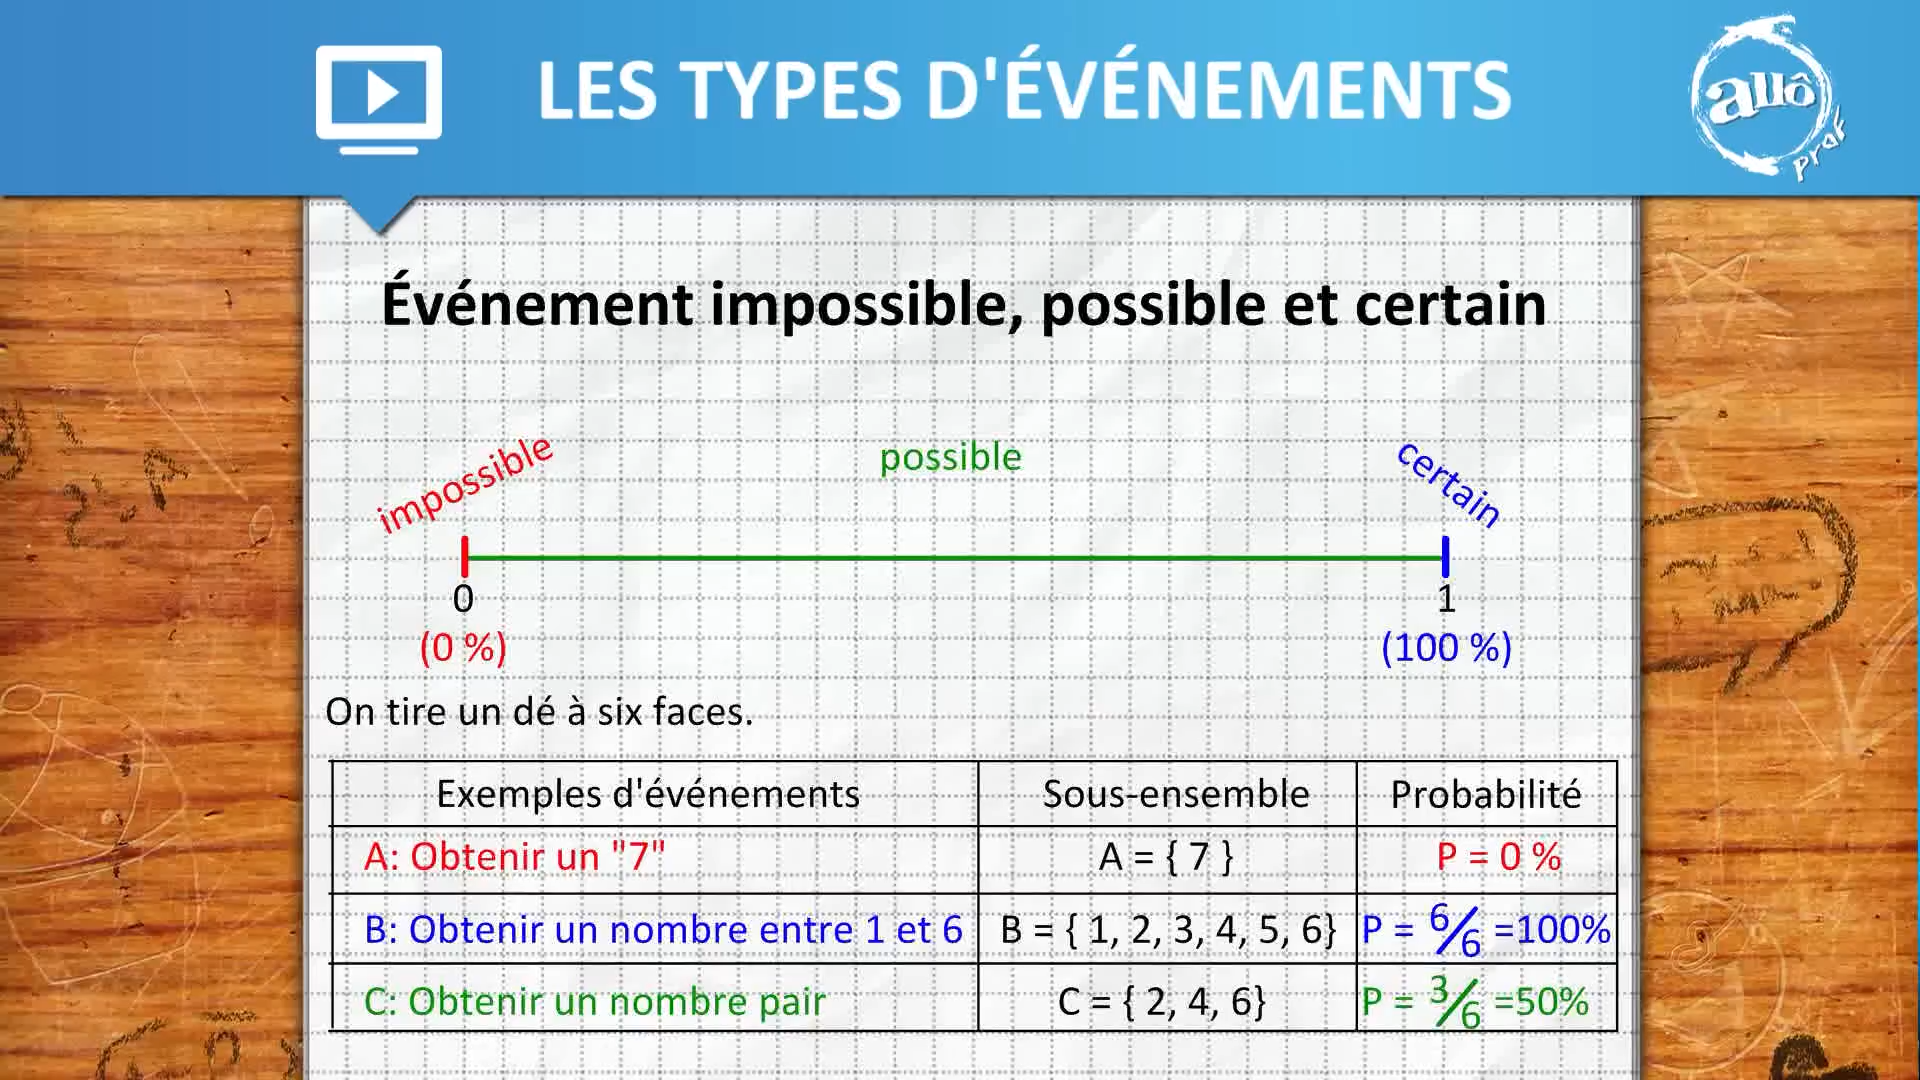 LES TYPES D'ÉVÉNEMENTS
allô
prof
Événement impossible, possible et certain
impossible
possible
certain
0
1
(0 %)
(100 %)
On tire un dé à six faces.
Exemples d'événements Sous-ensemble Probabilité
A: Obtenir un "7" A = { 7 } P = 0 %
B: Obtenir un nombre entre 1 et 6 B = { 1, 2, 3, 4, 5, 6} P = 6/6 =100%
C: Obtenir un nombre pair C = { 2, 4, 6} P = 3/6 =50%